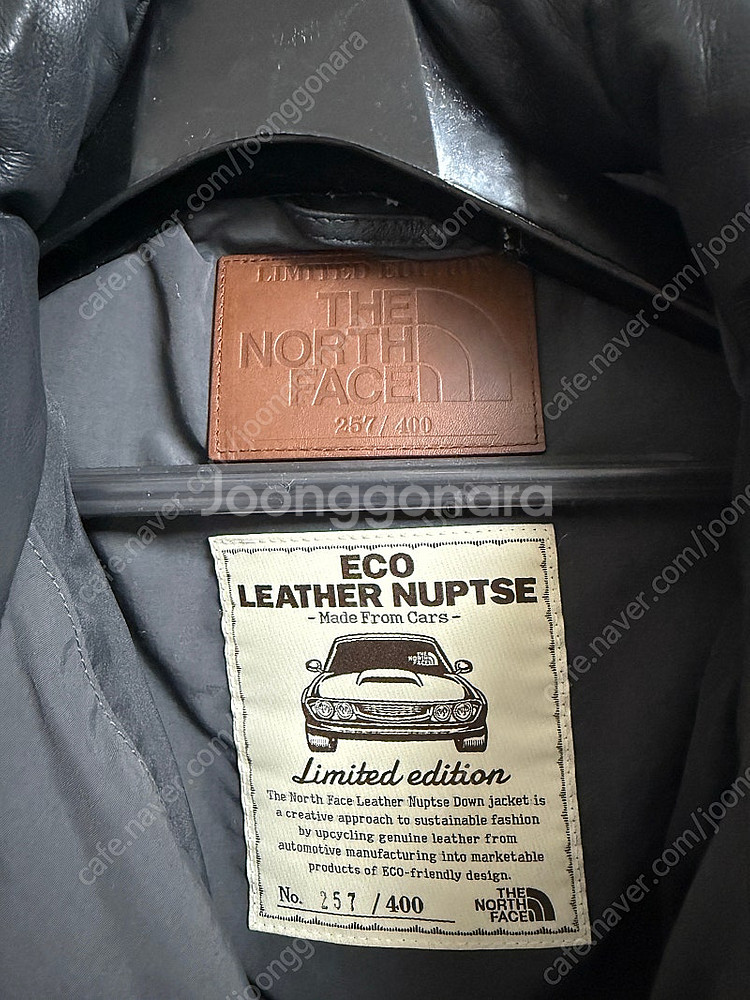 LIMITED EDITION
THE
NORTH
FACE
257/400
Joonggonara
ECO
LEATHER NUPTSE
- Made From Cars -
THE
NORTH
FACE
Limited edition
The North Face Leather Nuptse Down jacket is
a creative approach to sustainable fashion
by upcycling genuine leather from
automotive manufacturing into marketable
products of ECO-friendly design.
No. 257 /400
THE
NORTH
FACE
cafe.naver.com/joonggonara